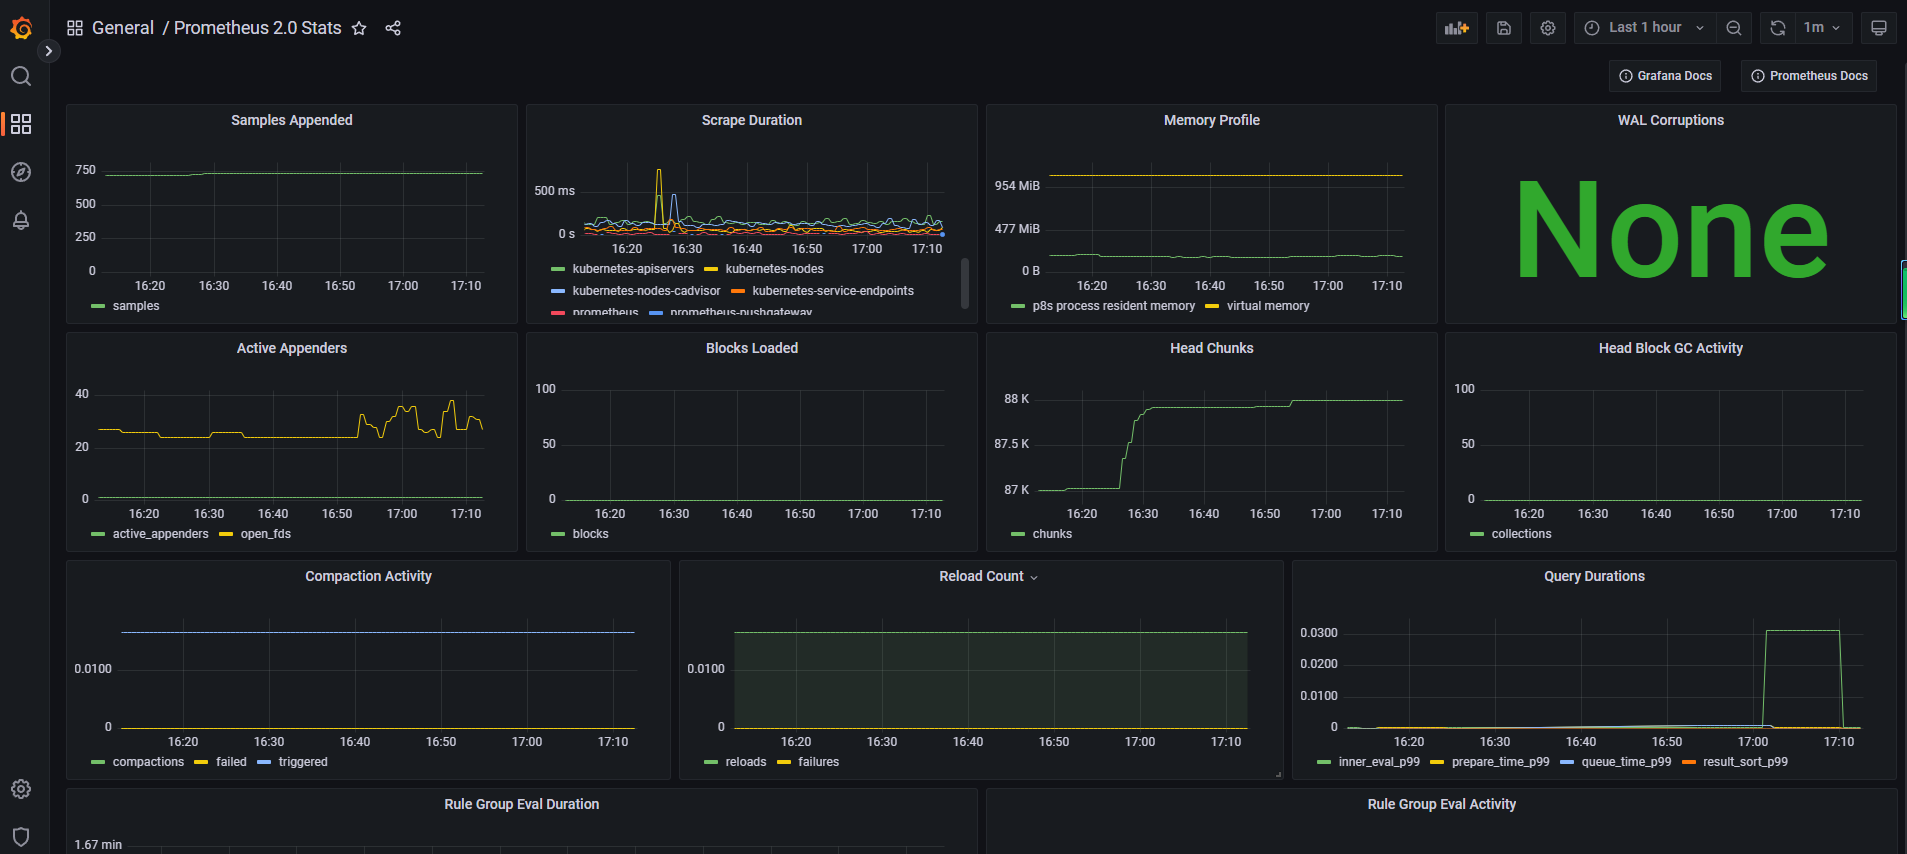 General / Prometheus 2.0 Stats
Last 1 hour
1m
Grafana Docs
Prometheus Docs
Samples Appended
750
500
250
0
16:20 16:30 16:40 16:50 17:00 17:10
samples
Scrape Duration
500 ms
0 s
16:20 16:30 16:40 16:50 17:00 17:10
kubernetes-apiservers kubernetes-nodes
kubernetes-nodes-cadvisor kubernetes-service-endpoints
prometheus prometheus-pushgateway
Memory Profile
954 MiB
477 MiB
0 B
16:20 16:30 16:40 16:50 17:00 17:10
p8s process resident memory virtual memory
WAL Corruptions
None
Active Appenders
40
20
0
16:20 16:30 16:40 16:50 17:00 17:10
active_appenders open_fds
Blocks Loaded
100
50
0
16:20 16:30 16:40 16:50 17:00 17:10
blocks
Head Chunks
88 K
87.5 K
87 K
16:20 16:30 16:40 16:50 17:00 17:10
chunks
Head Block GC Activity
100
50
0
16:20 16:30 16:40 16:50 17:00 17:10
collections
Compaction Activity
0.0100
0
16:20 16:30 16:40 16:50 17:00 17:10
compactions failed triggered
Reload Count
0.0100
0
16:20 16:30 16:40 16:50 17:00 17:10
reloads failures
Query Durations
0.0300
0.0200
0.0100
0
16:20 16:30 16:40 16:50 17:00 17:10
inner_eval_p99 prepare_time_p99 queue_time_p99 result_sort_p99
Rule Group Eval Duration
1.67 min
Rule Group Eval Activity